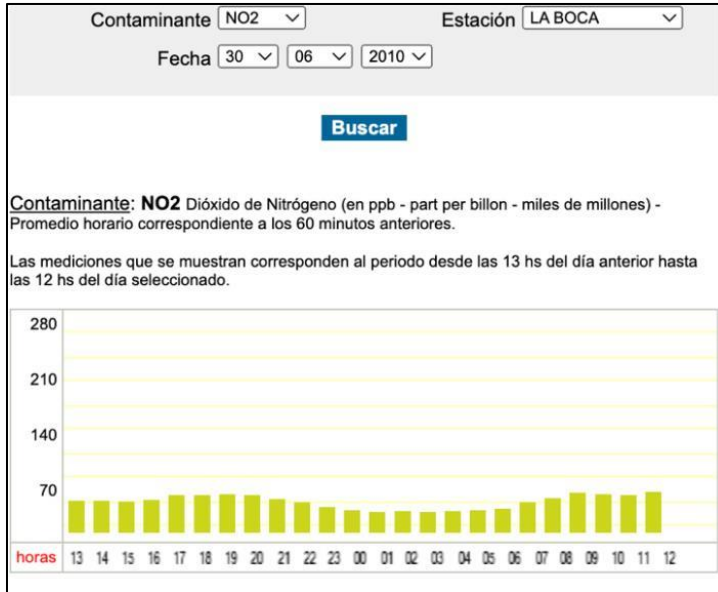 Contaminante NO2 Estación LA BOCA
Fecha 30 06 2010
Buscar
Contaminante: NO2 Dióxido de Nitrógeno (en ppb - part per billon - miles de millones) -
Promedio horario correspondiente a los 60 minutos anteriores.
Las mediciones que se muestran corresponden al periodo desde las 13 hs del día anterior hasta
las 12 hs del día seleccionado.
280
210
140
70
horas 13 14 15 16 17 18 19 20 21 22 23 00 01 02 03 04 05 06 07 08 09 10 11 12